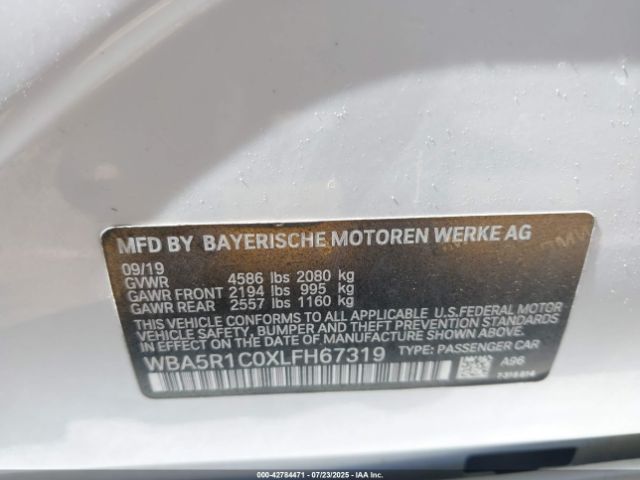 MFD BY BAYERISCHE MOTOREN WERKE AG
09/19
GVWR 4586 lbs 2080 kg
GAWR FRONT 2194 lbs 995 kg
GAWR REAR 2557 lbs 1160 kg
THIS VEHICLE CONFORMS TO ALL APPLICABLE U.S.FEDERAL MOTOR
VEHICLE SAFETY, BUMPER, AND THEFT PREVENTION STANDARDS IN
EFFECT ON THE DATE OF MANUFACTURE SHOWN ABOVE.
WBA5R1C0XLFH67319 TYPE: PASSENGER CAR
A96
000-42784471 - 07/23/2025 - IAA Inc.